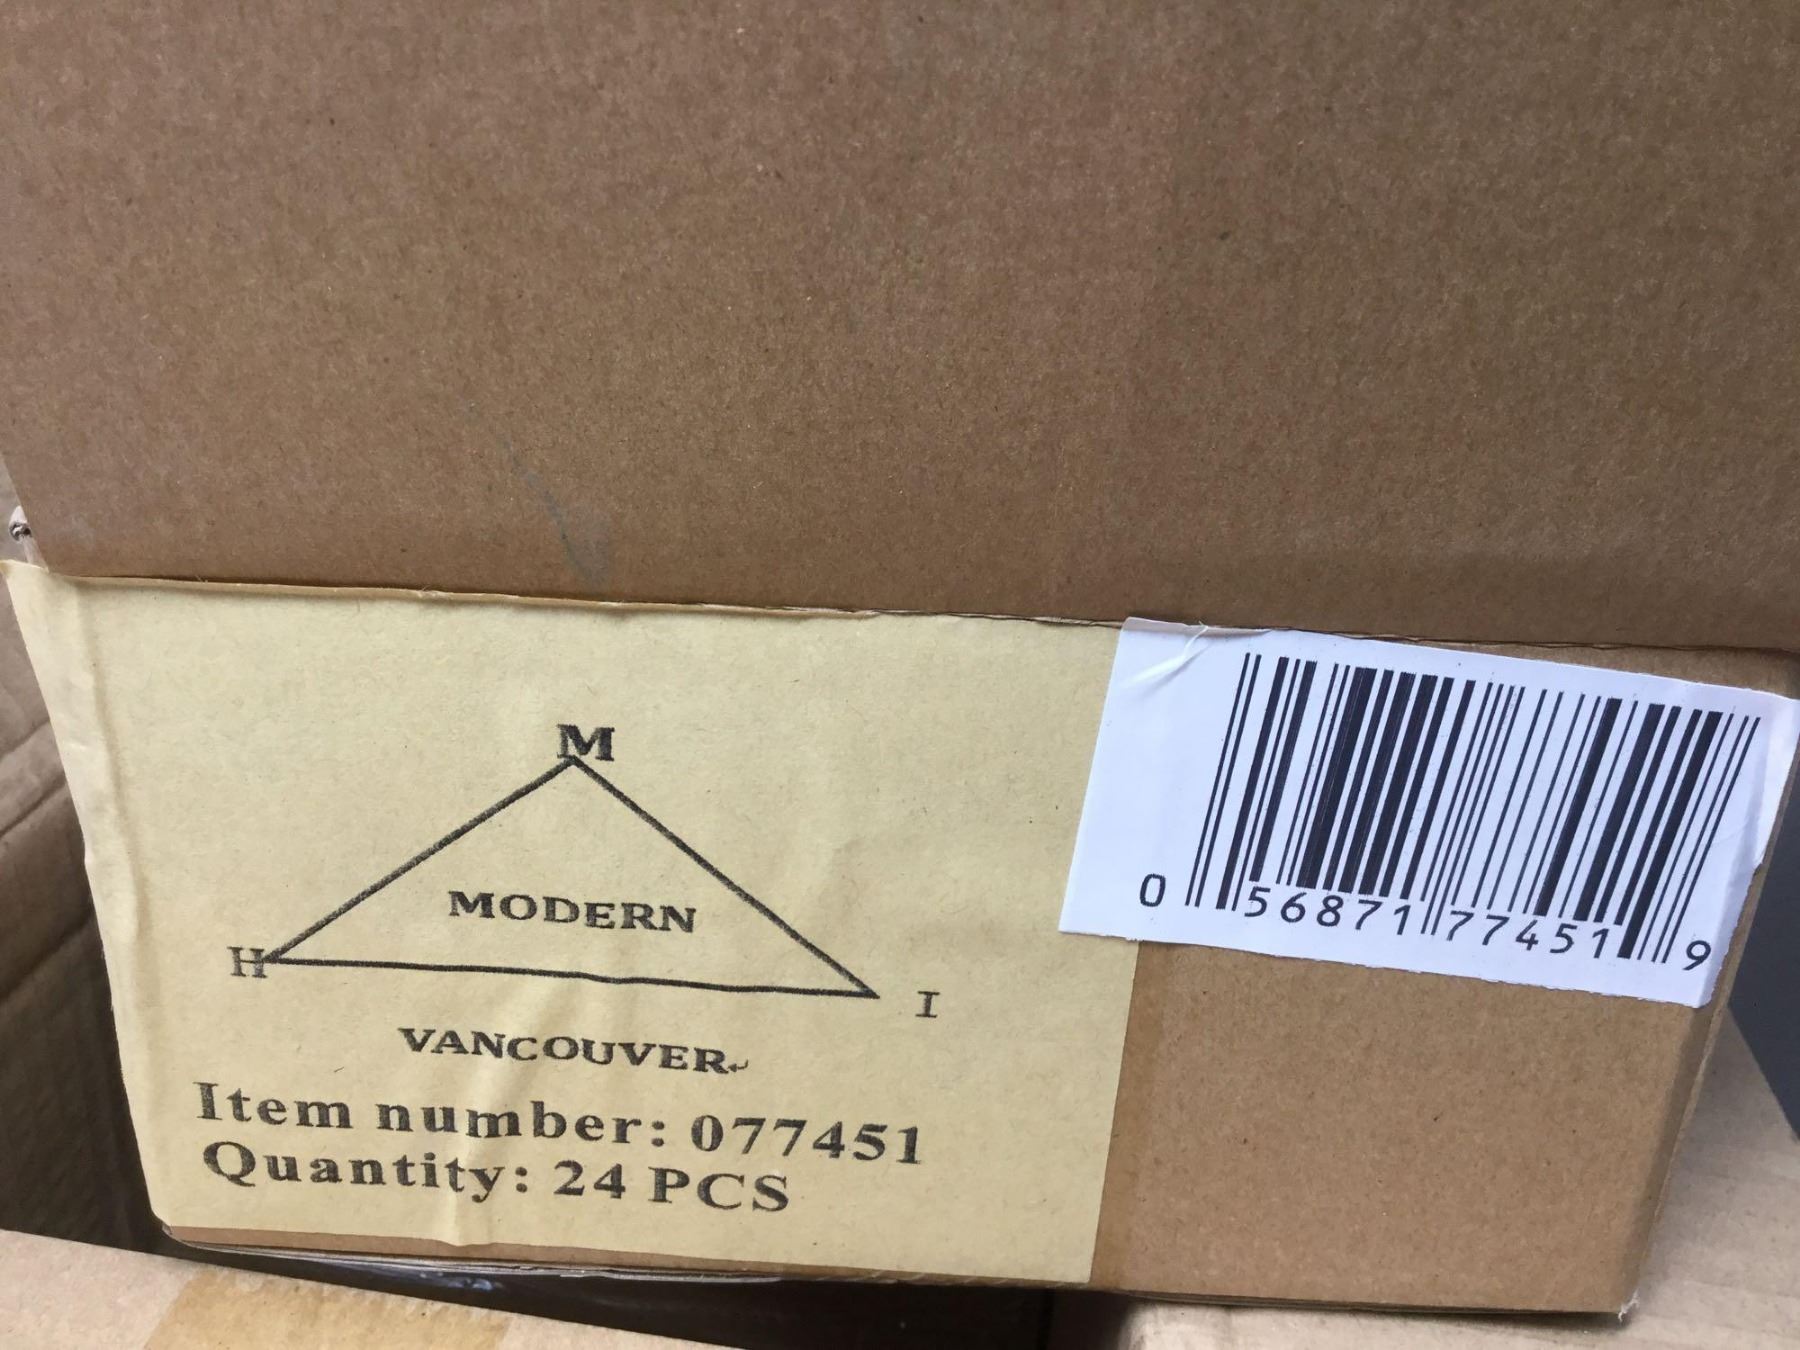 M
MODERN
H
I
VANCOUVER↵
Item number: 077451
Quantity: 24 PCS
0 56871 77451 9